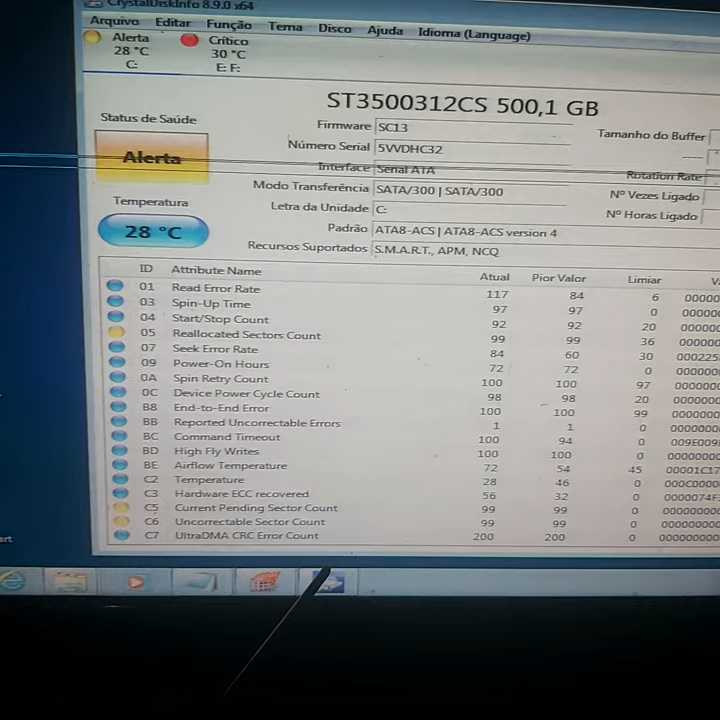 CrystalDiskInfo 8.9.0 x64
Arquivo Editar Função Tema Disco Ajuda Idioma (Language)
Alerta Crítico
28 °C 30 °C
C: E: F:
ST3500312CS 500,1 GB
Status de Saúde
Alerta
Temperatura
28 °C
Firmware SC13
Número Serial 5VVDHC32
Interface Serial ATA
Modo Transferência SATA/300 | SATA/300
Letra da Unidade C:
Padrão ATA8-ACS | ATA8-ACS version 4
Recursos Suportados S.M.A.R.T., APM, NCQ
Tamanho do Buffer
----
Rotation Rate
Nº Vezes Ligado
Nº Horas Ligado
ID Attribute Name Atual Pior Valor Limiar
01 Read Error Rate 117 84 6
03 Spin-Up Time 97 97 0
04 Start/Stop Count 92 92 20
05 Reallocated Sectors Count 99 99 36
07 Seek Error Rate 84 60 30
09 Power-On Hours 72 72 0
0A Spin Retry Count 100 100 97
0C Device Power Cycle Count 98 98 20
B8 End-to-End Error 100 100 99
BB Reported Uncorrectable Errors 1 1 0
BC Command Timeout 100 94 0
BD High Fly Writes 100 100 0
BE Airflow Temperature 72 54 45
C2 Temperature 28 46 0
C3 Hardware ECC recovered 56 32 0
C5 Current Pending Sector Count 99 99 0
C6 Uncorrectable Sector Count 99 99 0
C7 UltraDMA CRC Error Count 200 200 0